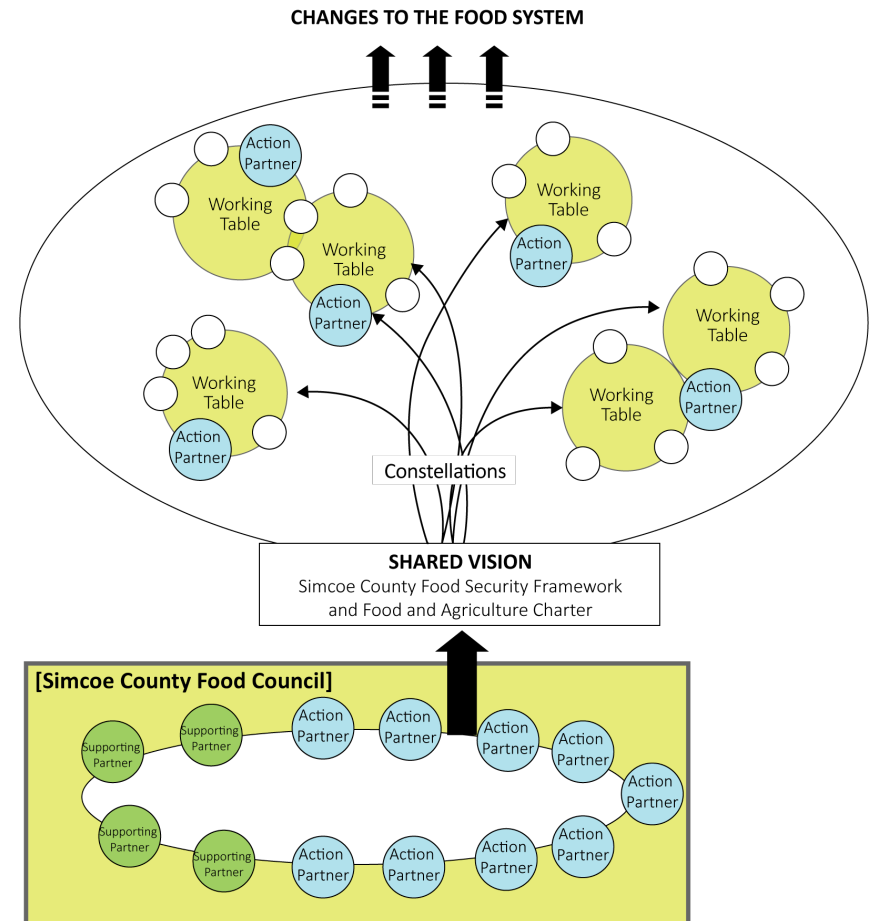 CHANGES TO THE FOOD SYSTEM
Action
Partner
Working
Table
Working
Table
Action
Partner
Working
Table
Action
Partner
Working
Table
Working
Table
Action
Partner
Working
Table
Action
Partner
Constellations
SHARED VISION
Simcoe County Food Security Framework
and Food and Agriculture Charter
[Simcoe County Food Council]
Supporting
Partner
Supporting
Partner
Action
Partner
Action
Partner
Action
Partner
Action
Partner
Action
Partner
Supporting
Partner
Supporting
Partner
Action
Partner
Action
Partner
Action
Partner
Action
Partner